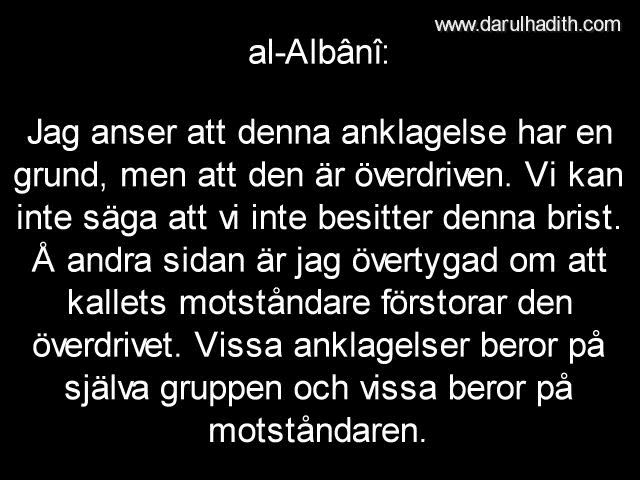 www.darulhadith.com
al-Albânî:
Jag anser att denna anklagelse har en
grund, men att den är överdriven. Vi kan
inte säga att vi inte besitter denna brist.
Å andra sidan är jag övertygad om att
kallets motståndare förstorar den
överdrivet. Vissa anklagelser beror på
själva gruppen och vissa beror på
motståndaren.